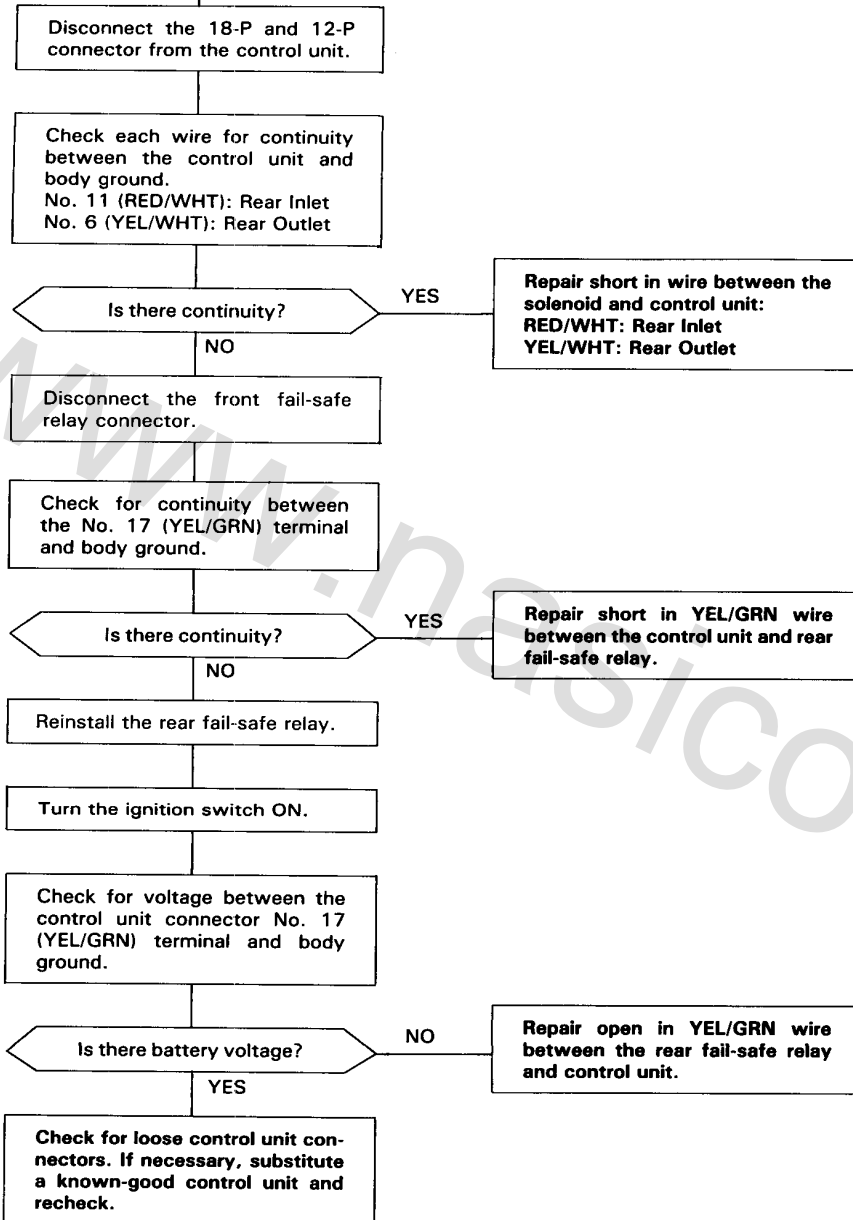 Disconnect the 18-P and 12-P
connector from the control unit.
Check each wire for continuity
between the control unit and
body ground.
No. 11 (RED/WHT): Rear Inlet
No. 6 (YEL/WHT): Rear Outlet
Is there continuity?
YES
Repair short in wire between the
solenoid and control unit:
RED/WHT: Rear Inlet
YEL/WHT: Rear Outlet
NO
Disconnect the front fail-safe
relay connector.
Check for continuity between
the No. 17 (YEL/GRN) terminal
and body ground.
Is there continuity?
YES
Repair short in YEL/GRN wire
between the control unit and rear
fail-safe relay.
NO
Reinstall the rear fail-safe relay.
Turn the ignition switch ON.
Check for voltage between the
control unit connector No. 17
(YEL/GRN) terminal and body
ground.
Is there battery voltage?
NO
Repair open in YEL/GRN wire
between the rear fail-safe relay
and control unit.
YES
Check for loose control unit con-
nectors. If necessary, substitute
a known-good control unit and
recheck.
www.nasico